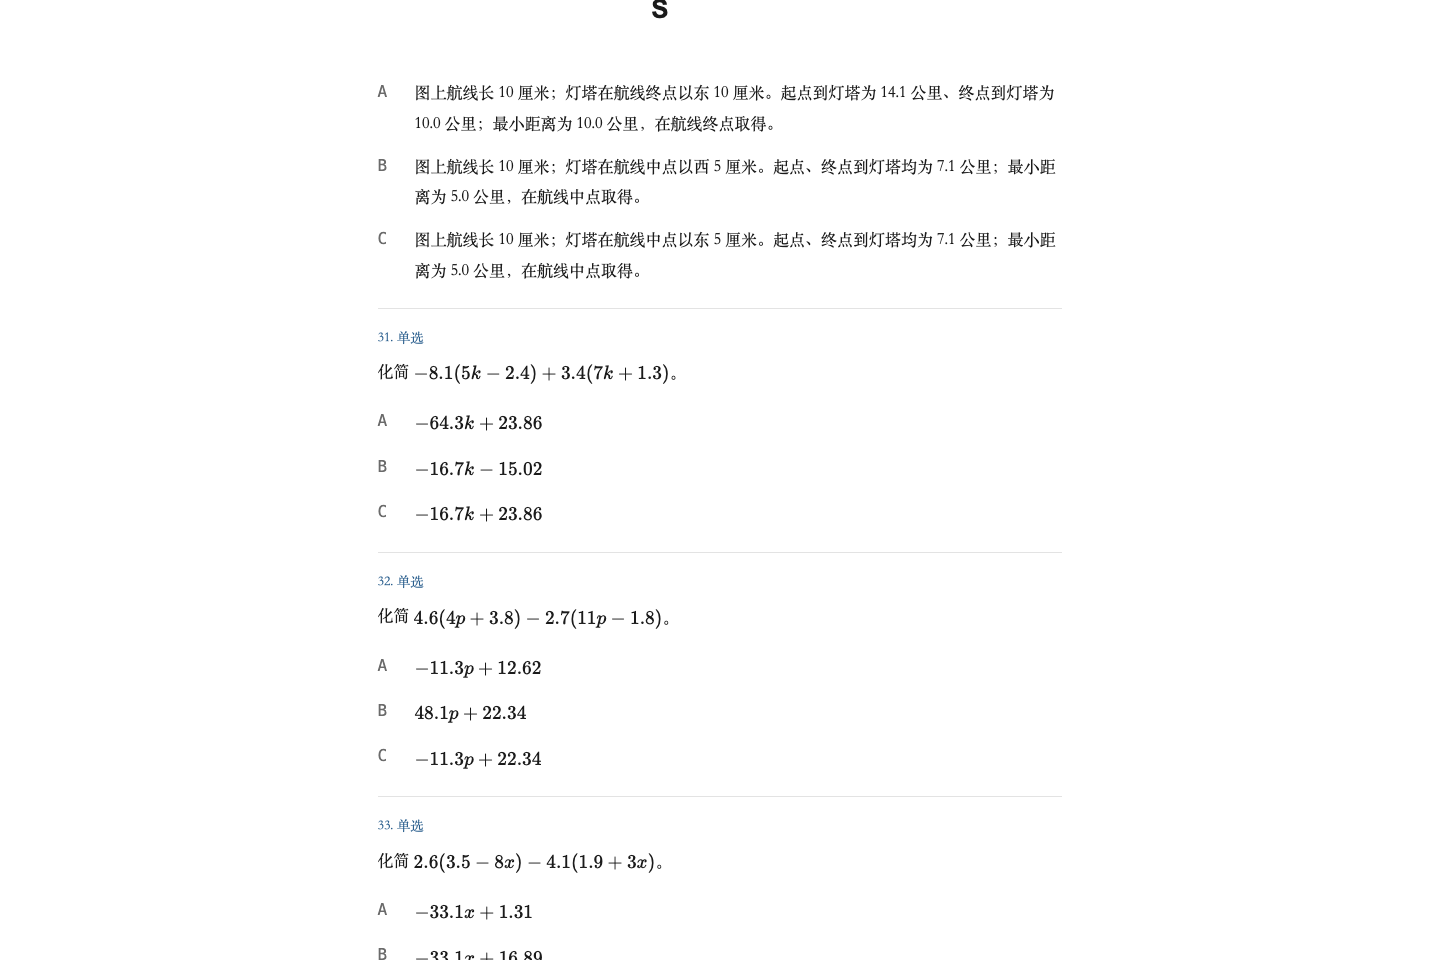 S
A 图上航线长 10 厘米；灯塔在航线终点以东 10 厘米。起点到灯塔为 14.1 公里、终点到灯塔为
10.0 公里；最小距离为 10.0 公里，在航线终点取得。
B 图上航线长 10 厘米；灯塔在航线中点以西 5 厘米。起点、终点到灯塔均为 7.1 公里；最小距
离为 5.0 公里，在航线中点取得。
C 图上航线长 10 厘米；灯塔在航线中点以东 5 厘米。起点、终点到灯塔均为 7.1 公里；最小距
离为 5.0 公里，在航线中点取得。
31. 单选
化简 −8.1(5k − 2.4) + 3.4(7k + 1.3)。
A −64.3k + 23.86
B −16.7k − 15.02
C −16.7k + 23.86
32. 单选
化简 4.6(4p + 3.8) − 2.7(11p − 1.8)。
A −11.3p + 12.62
B 48.1p + 22.34
C −11.3p + 22.34
33. 单选
化简 2.6(3.5 − 8x) − 4.1(1.9 + 3x)。
A −33.1x + 1.31
B −33.1x + 16.89